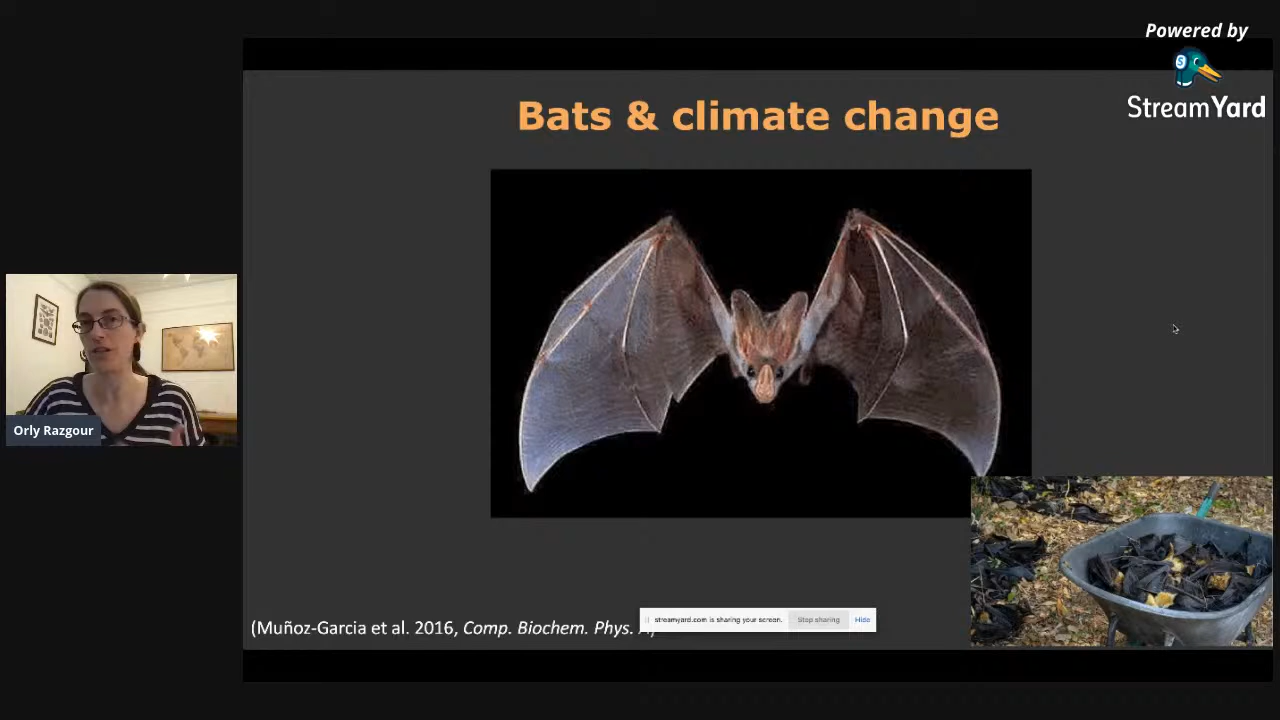 Powered by
StreamYard
Bats & climate change
Orly Razgour
streamyard.com is sharing your screen.
Stop sharing
Hide
(Muñoz-Garcia et al. 2016, Comp. Biochem. Phys.